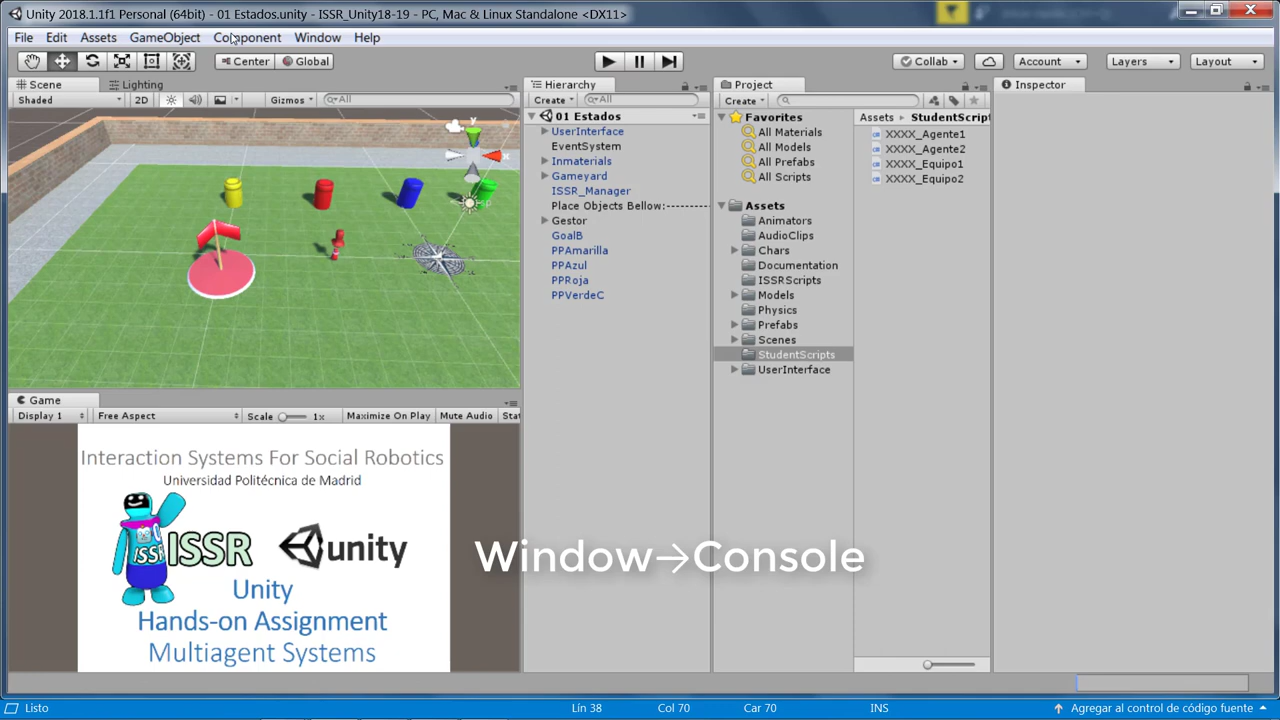 Unity 2018.1.1f1 Personal (64bit) - 01 Estados.unity - ISSR_Unity18-19 - PC, Mac & Linux Standalone <DX11>
File Edit Assets GameObject Component Window Help
Center Global Collab Account Layers Layout
Scene Lighting
Shaded 2D Gizmos All
y
x
Persp
Game
Display 1 Free Aspect Scale 1x Maximize On Play Mute Audio Stat
Interaction Systems For Social Robotics
Universidad Politécnica de Madrid
ISSR
ISSR
unity
Unity
Hands-on Assignment
Multiagent Systems
Hierarchy
Create All
01 Estados
UserInterface
EventSystem
Inmaterials
Gameyard
ISSR_Manager
Place Objects Bellow:---------
Gestor
GoalB
PPAmarilla
PPAzul
PPRoja
PPVerdeC
Project
Create
Favorites
All Materials
All Models
All Prefabs
All Scripts
Assets
Animators
AudioClips
Chars
Documentation
ISSRScripts
Models
Physics
Prefabs
Scenes
StudentScripts
UserInterface
Assets StudentScript
XXXX_Agente1
XXXX_Agente2
XXXX_Equipo1
XXXX_Equipo2
Inspector
Window→Console
Listo Lín 38 Col 70 Car 70 INS Agregar al control de código fuente